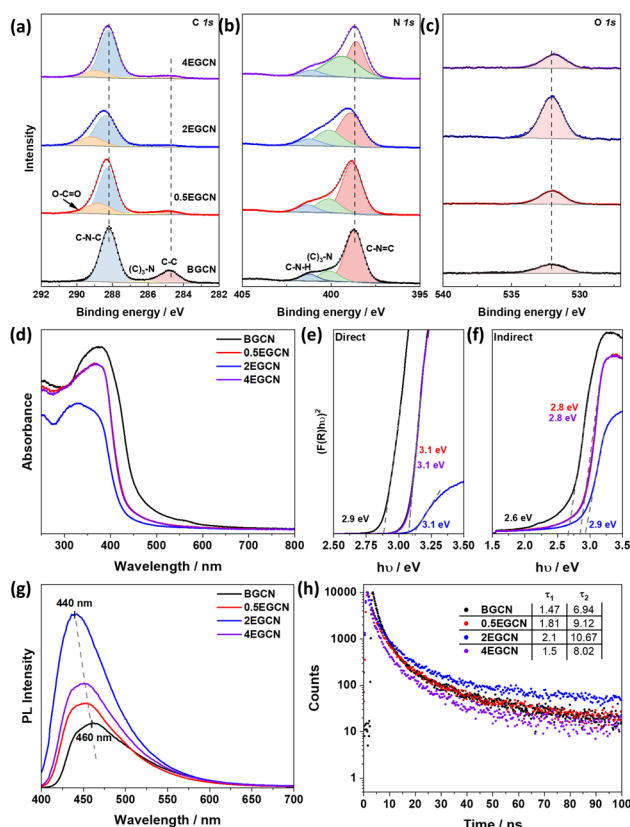 (a) C 1s
4EGCN
2EGCN
O-C=O
0.5EGCN
C-N-C
(C)₃-N
C-C
BGCN
292 290 288 286 284 282
Binding energy / eV
Intensity
(b) N 1s
C-N=C
(C)₃-N
C-N-H
405 400 395
Binding energy / eV
(c) O 1s
540 535 530
Binding energy / eV
(d)
BGCN
0.5EGCN
2EGCN
4EGCN
Absorbance
300 400 500 600 700 800
Wavelength / nm
(e) Direct
(F(R)hυ)²
3.1 eV
3.1 eV
2.9 eV
3.1 eV
2.50 2.75 3.00 3.25 3.50
hυ / eV
(f) Indirect
2.8 eV
2.8 eV
2.6 eV
2.9 eV
1.5 2.0 2.5 3.0 3.5
hυ / eV
(g)
440 nm
BGCN
0.5EGCN
2EGCN
4EGCN
460 nm
PL Intensity
400 450 500 550 600 700
Wavelength / nm
(h)
τ₁ τ₂
BGCN 1.47 6.94
0.5EGCN 1.81 9.12
2EGCN 2.1 10.67
4EGCN 1.5 8.02
Counts
10000
1000
100
10
1
0 10 20 30 40 50 60 70 80 90 100
Time / ns